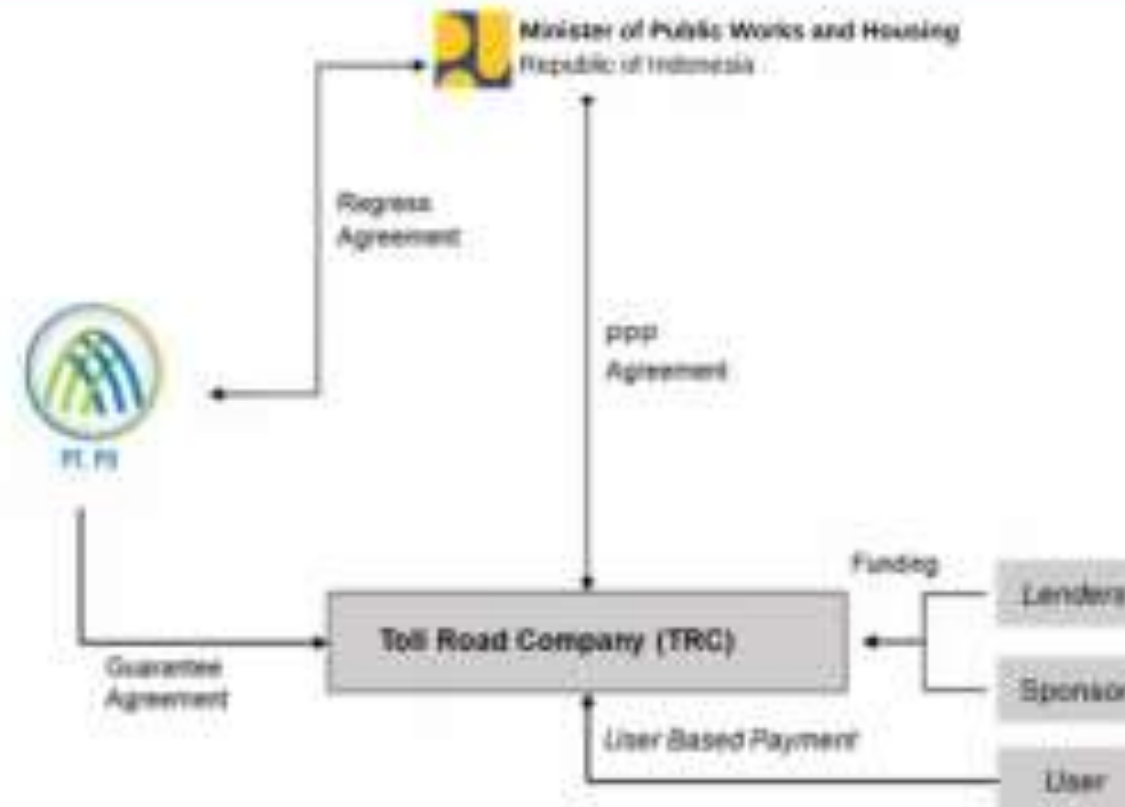 Minister of Public Works and Housing
Republic of Indonesia
Regress
Agreement
PPP
Agreement
PT. PII
Funding
Lenders
Toll Road Company (TRC)
Guarantee
Agreement
Sponsor
User Based Payment
User